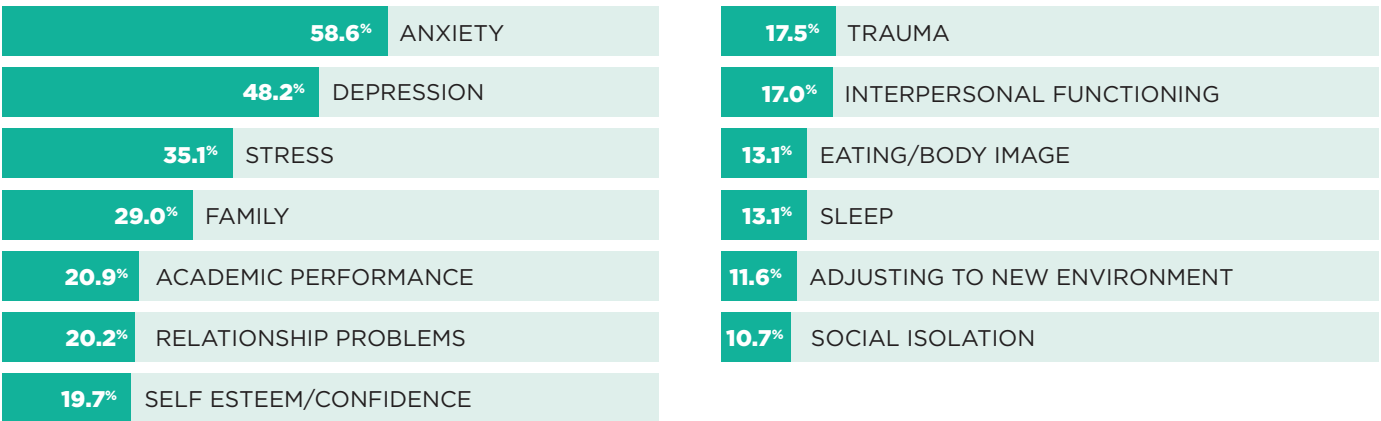 58.6% ANXIETY
48.2% DEPRESSION
35.1% STRESS
29.0% FAMILY
20.9% ACADEMIC PERFORMANCE
20.2% RELATIONSHIP PROBLEMS
19.7% SELF ESTEEM/CONFIDENCE
17.5% TRAUMA
17.0% INTERPERSONAL FUNCTIONING
13.1% EATING/BODY IMAGE
13.1% SLEEP
11.6% ADJUSTING TO NEW ENVIRONMENT
10.7% SOCIAL ISOLATION